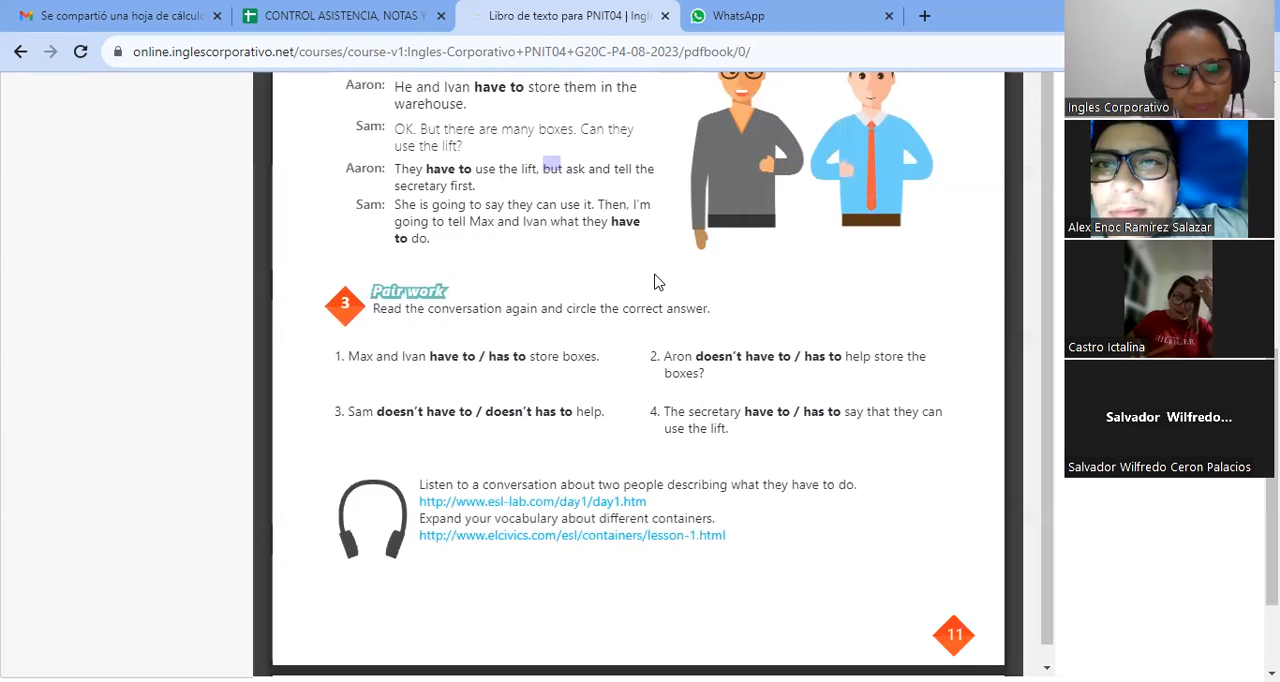 Se compartió una hoja de cálculo
CONTROL ASISTENCIA, NOTAS Y
Libro de texto para PNIT04 | Ingle
WhatsApp
online.inglescorporativo.net/courses/course-v1:Ingles-Corporativo+PNIT04+G20C-P4-08-2023/pdfbook/0/
Aaron: He and Ivan have to store them in the
warehouse.
Sam: OK. But there are many boxes. Can they
use the lift?
Aaron: They have to use the lift, but ask and tell the
secretary first.
Sam: She is going to say they can use it. Then, I'm
going to tell Max and Ivan what they have
to do.
3 Pair work
Read the conversation again and circle the correct answer.
1. Max and Ivan have to / has to store boxes.
2. Aron doesn't have to / has to help store the
boxes?
3. Sam doesn't have to / doesn't has to help.
4. The secretary have to / has to say that they can
use the lift.
Listen to a conversation about two people describing what they have to do.
http://www.esl-lab.com/day1/day1.htm
Expand your vocabulary about different containers.
http://www.elcivics.com/esl/containers/lesson-1.html
11
Ingles Corporativo
Alex Enoc Ramírez Salazar
Castro Ictalina
Salvador Wilfredo...
Salvador Wilfredo Ceron Palacios